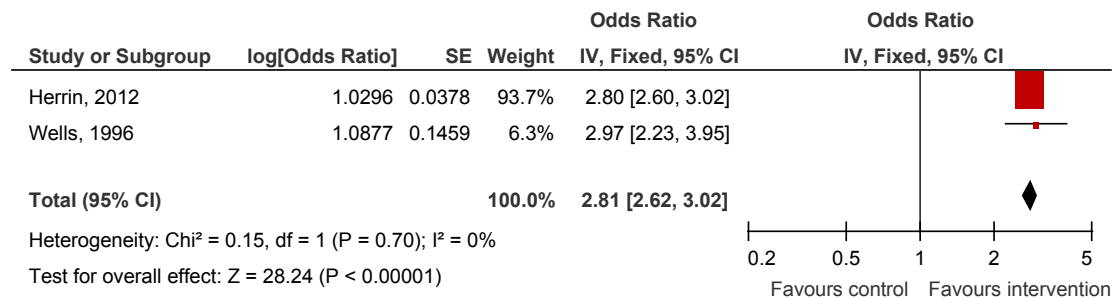 Odds Ratio Odds Ratio
Study or Subgroup log[Odds Ratio] SE Weight IV, Fixed, 95% CI IV, Fixed, 95% CI
Herrin, 2012 1.0296 0.0378 93.7% 2.80 [2.60, 3.02]
Wells, 1996 1.0877 0.1459 6.3% 2.97 [2.23, 3.95]
Total (95% CI) 100.0% 2.81 [2.62, 3.02]
Heterogeneity: Chi² = 0.15, df = 1 (P = 0.70); I² = 0%
Test for overall effect: Z = 28.24 (P < 0.00001)
0.2 0.5 1 2 5
Favours control Favours intervention